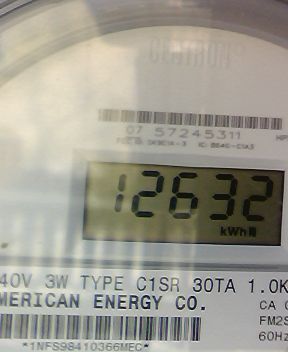 07 57245311
12632
kWh
40V 3W TYPE C1SR 30TA 1.0K
MERICAN ENERGY CO.
CA
FM2S
60Hz
*1NFS98410366MEC*